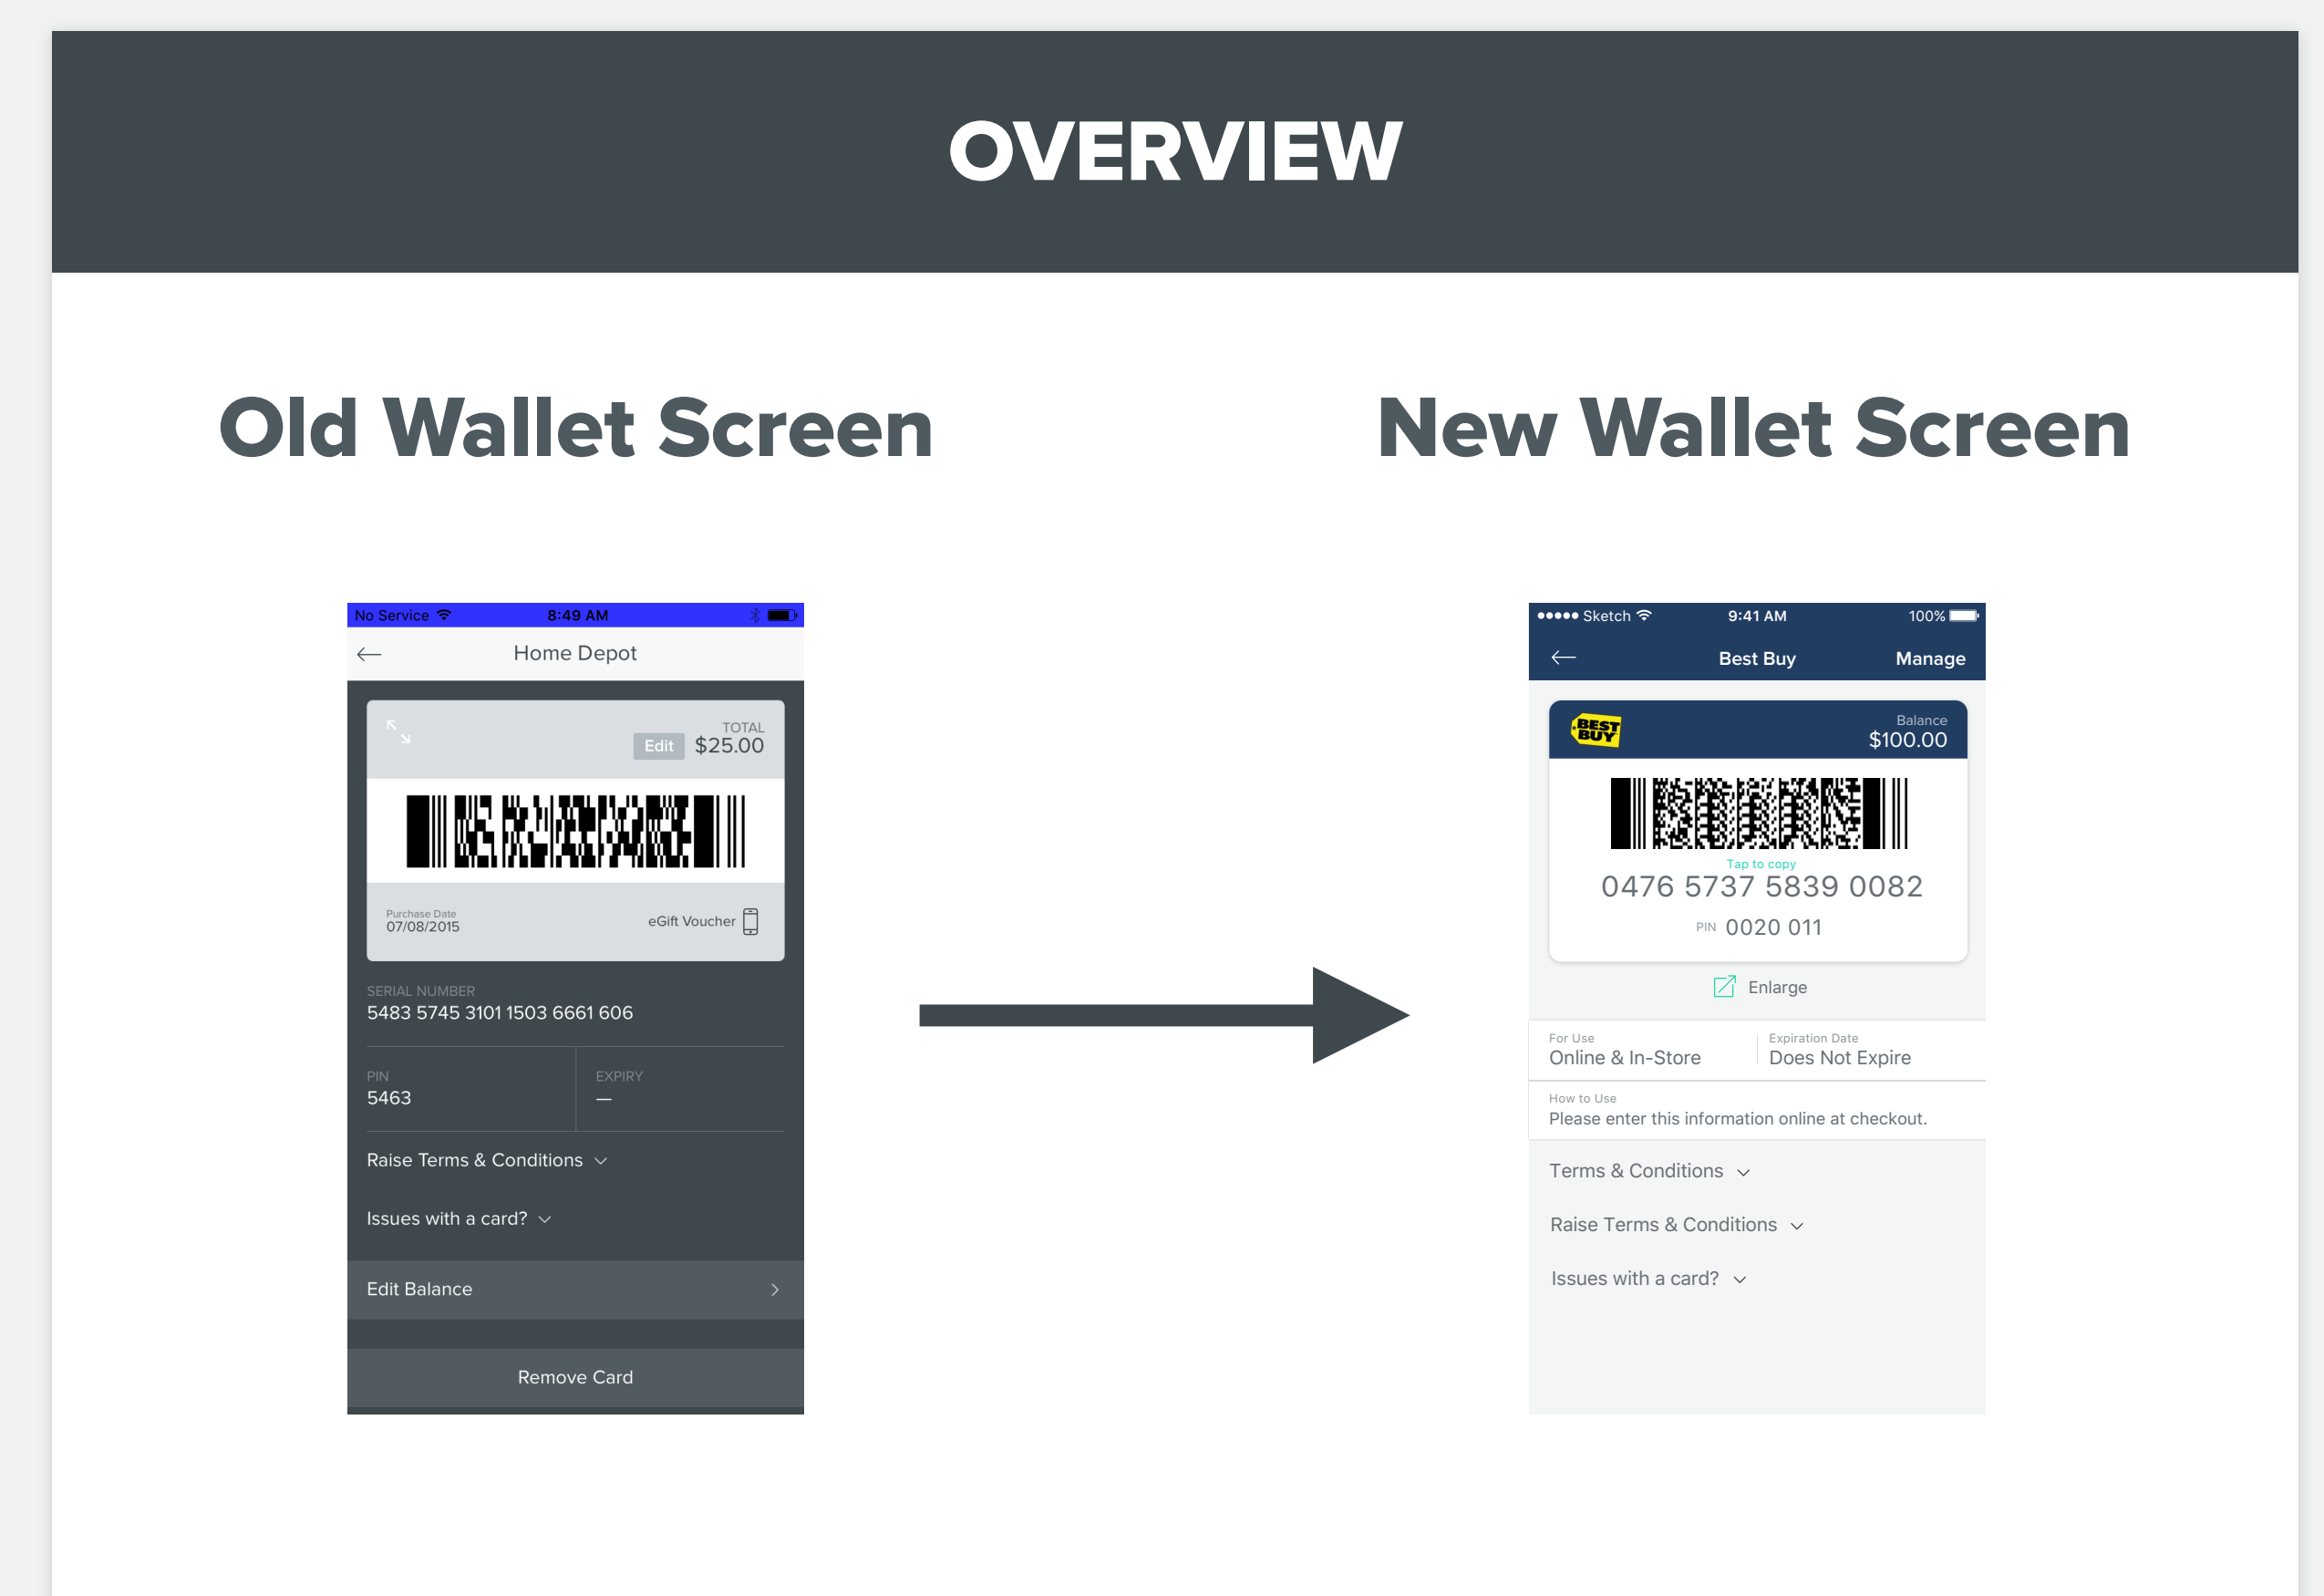 OVERVIEW
Old Wallet Screen
New Wallet Screen
No Service 8:49 AM
Home Depot
TOTAL
Edit $25.00
Purchase Date
07/08/2015
eGift Voucher
SERIAL NUMBER
5483 5745 3101 1503 6661 606
PIN
5463
EXPIRY
—
Raise Terms & Conditions
Issues with a card?
Edit Balance
Remove Card
Sketch 9:41 AM 100%
Best Buy Manage
BEST
BUY
Balance
$100.00
Tap to copy
0476 5737 5839 0082
PIN 0020 011
Enlarge
For Use
Online & In-Store
Expiration Date
Does Not Expire
How to Use
Please enter this information online at checkout.
Terms & Conditions
Raise Terms & Conditions
Issues with a card?